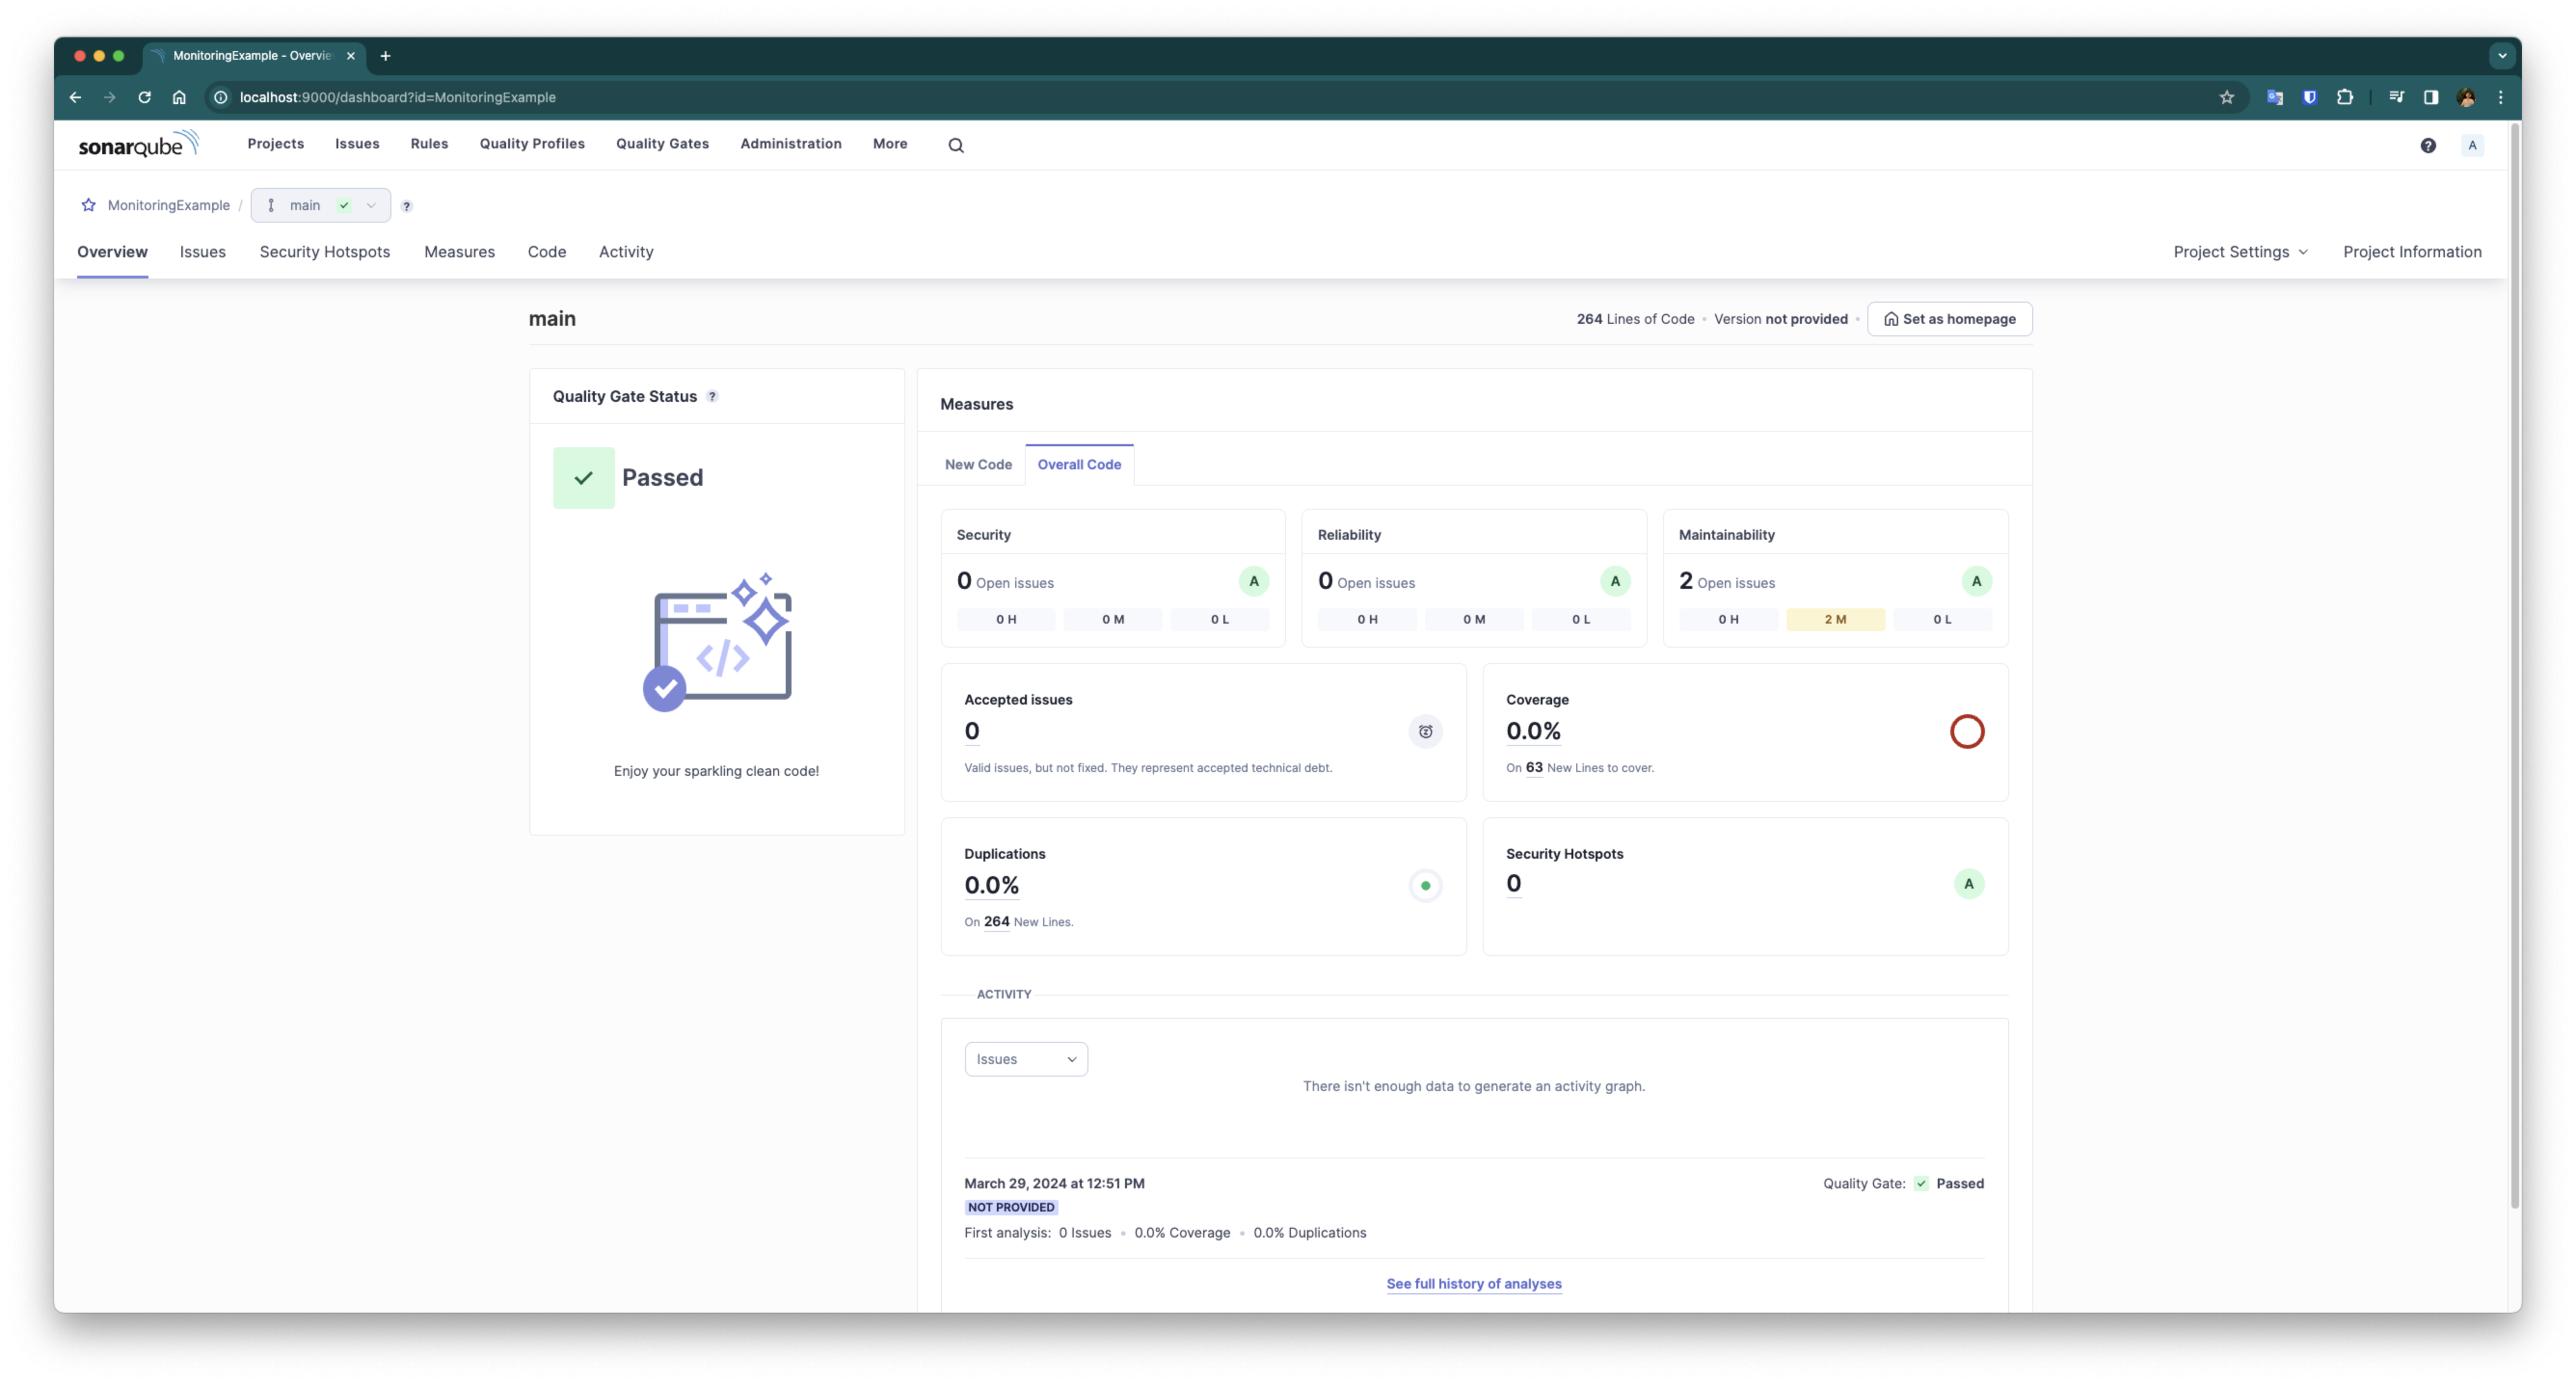 MonitoringExample - Overvie
localhost:9000/dashboard?id=MonitoringExample
sonarqube Projects Issues Rules Quality Profiles Quality Gates Administration More ? A
MonitoringExample / main ?
Overview Issues Security Hotspots Measures Code Activity Project Settings Project Information
main 264 Lines of Code • Version not provided • Set as homepage
Quality Gate Status ?
Passed
</>
Enjoy your sparkling clean code!
Measures
New Code Overall Code
Security
0 Open issues A
0 H 0 M 0 L
Reliability
0 Open issues A
0 H 0 M 0 L
Maintainability
2 Open issues A
0 H 2 M 0 L
Accepted issues
0
Valid issues, but not fixed. They represent accepted technical debt.
Coverage
0.0%
On 63 New Lines to cover.
Duplications
0.0%
On 264 New Lines.
Security Hotspots
0 A
ACTIVITY
Issues
There isn't enough data to generate an activity graph.
March 29, 2024 at 12:51 PM Quality Gate: Passed
NOT PROVIDED
First analysis: 0 Issues • 0.0% Coverage • 0.0% Duplications
See full history of analyses